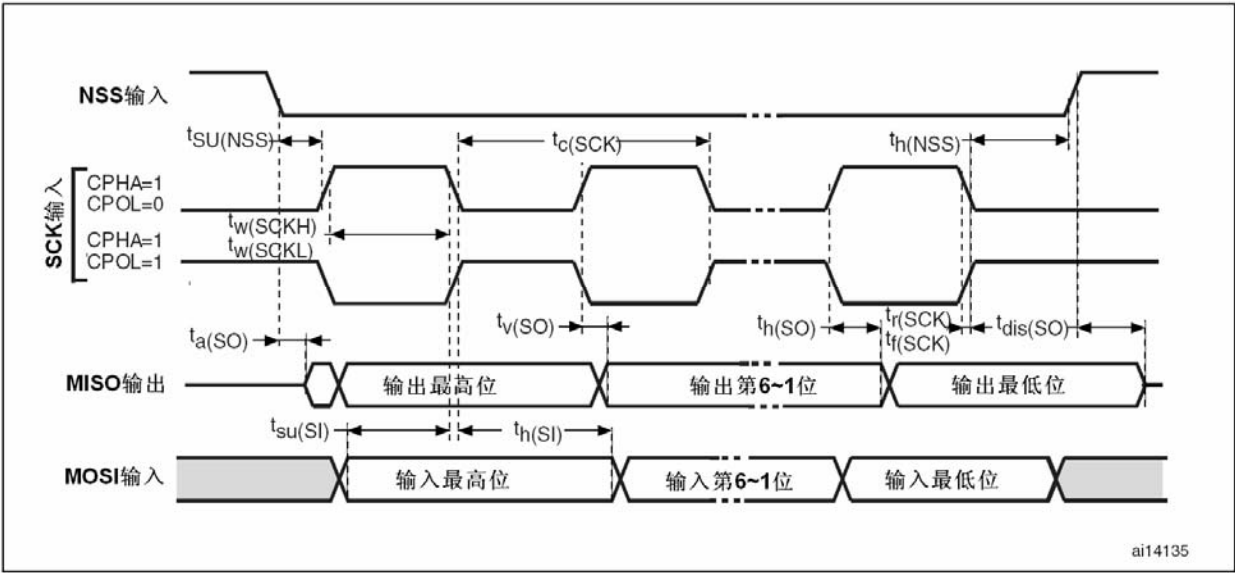 NSS输入
tSU(NSS)
tc(SCK)
th(NSS)
SCK输入
CPHA=1
CPOL=0
tw(SCKH)
tw(SCKL)
CPHA=1
CPOL=1
ta(SO)
tv(SO)
th(SO)
tr(SCK)
tf(SCK)
tdis(SO)
MISO输出
输出最高位
输出第6~1位
输出最低位
tsu(SI)
th(SI)
MOSI输入
输入最高位
输入第6~1位
输入最低位
ai14135